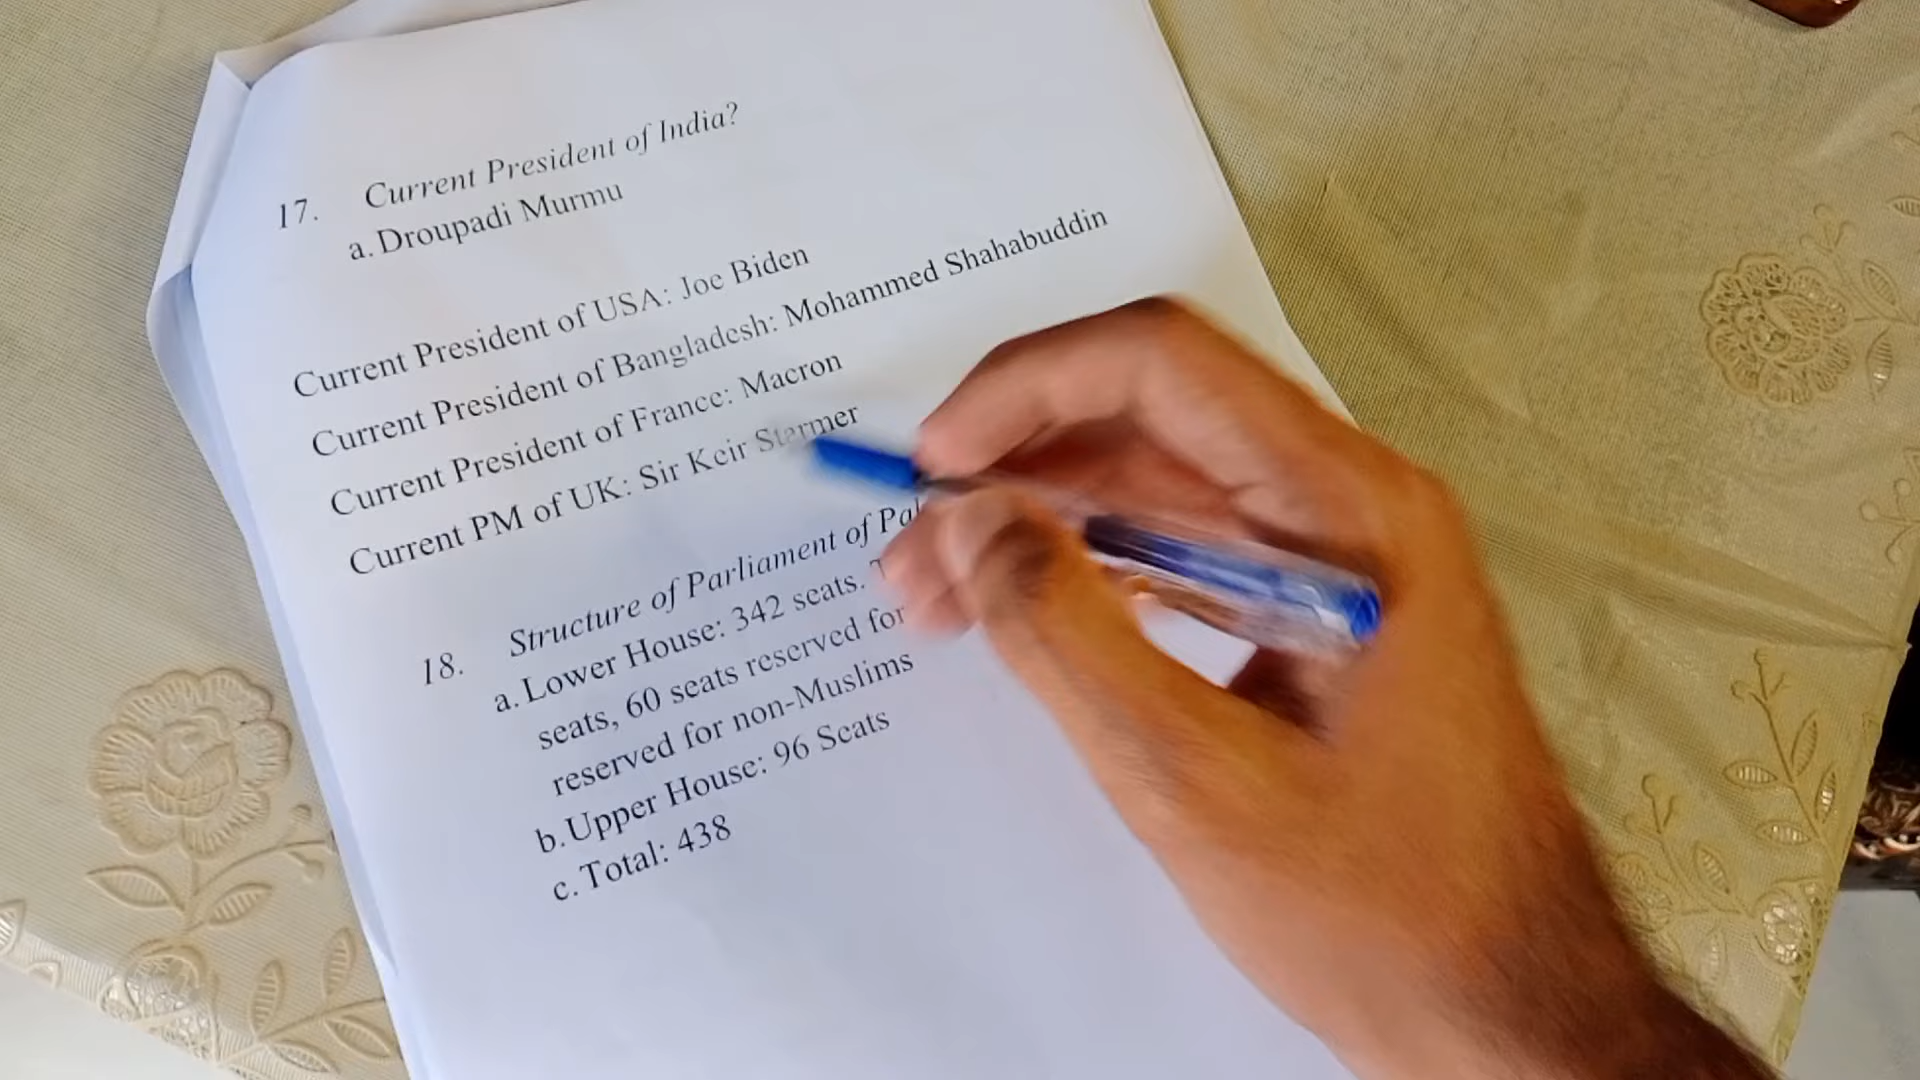 17. Current President of India?
a. Droupadi Murmu
Current President of USA: Joe Biden
Current President of Bangladesh: Mohammed Shahabuddin
Current President of France: Macron
Current PM of UK: Sir Keir Starmer
18. Structure of Parliament of
a. Lower House: 342 seats.
seats, 60 seats reserved for
reserved for non-Muslims
b. Upper House: 96 Seats
c. Total: 438